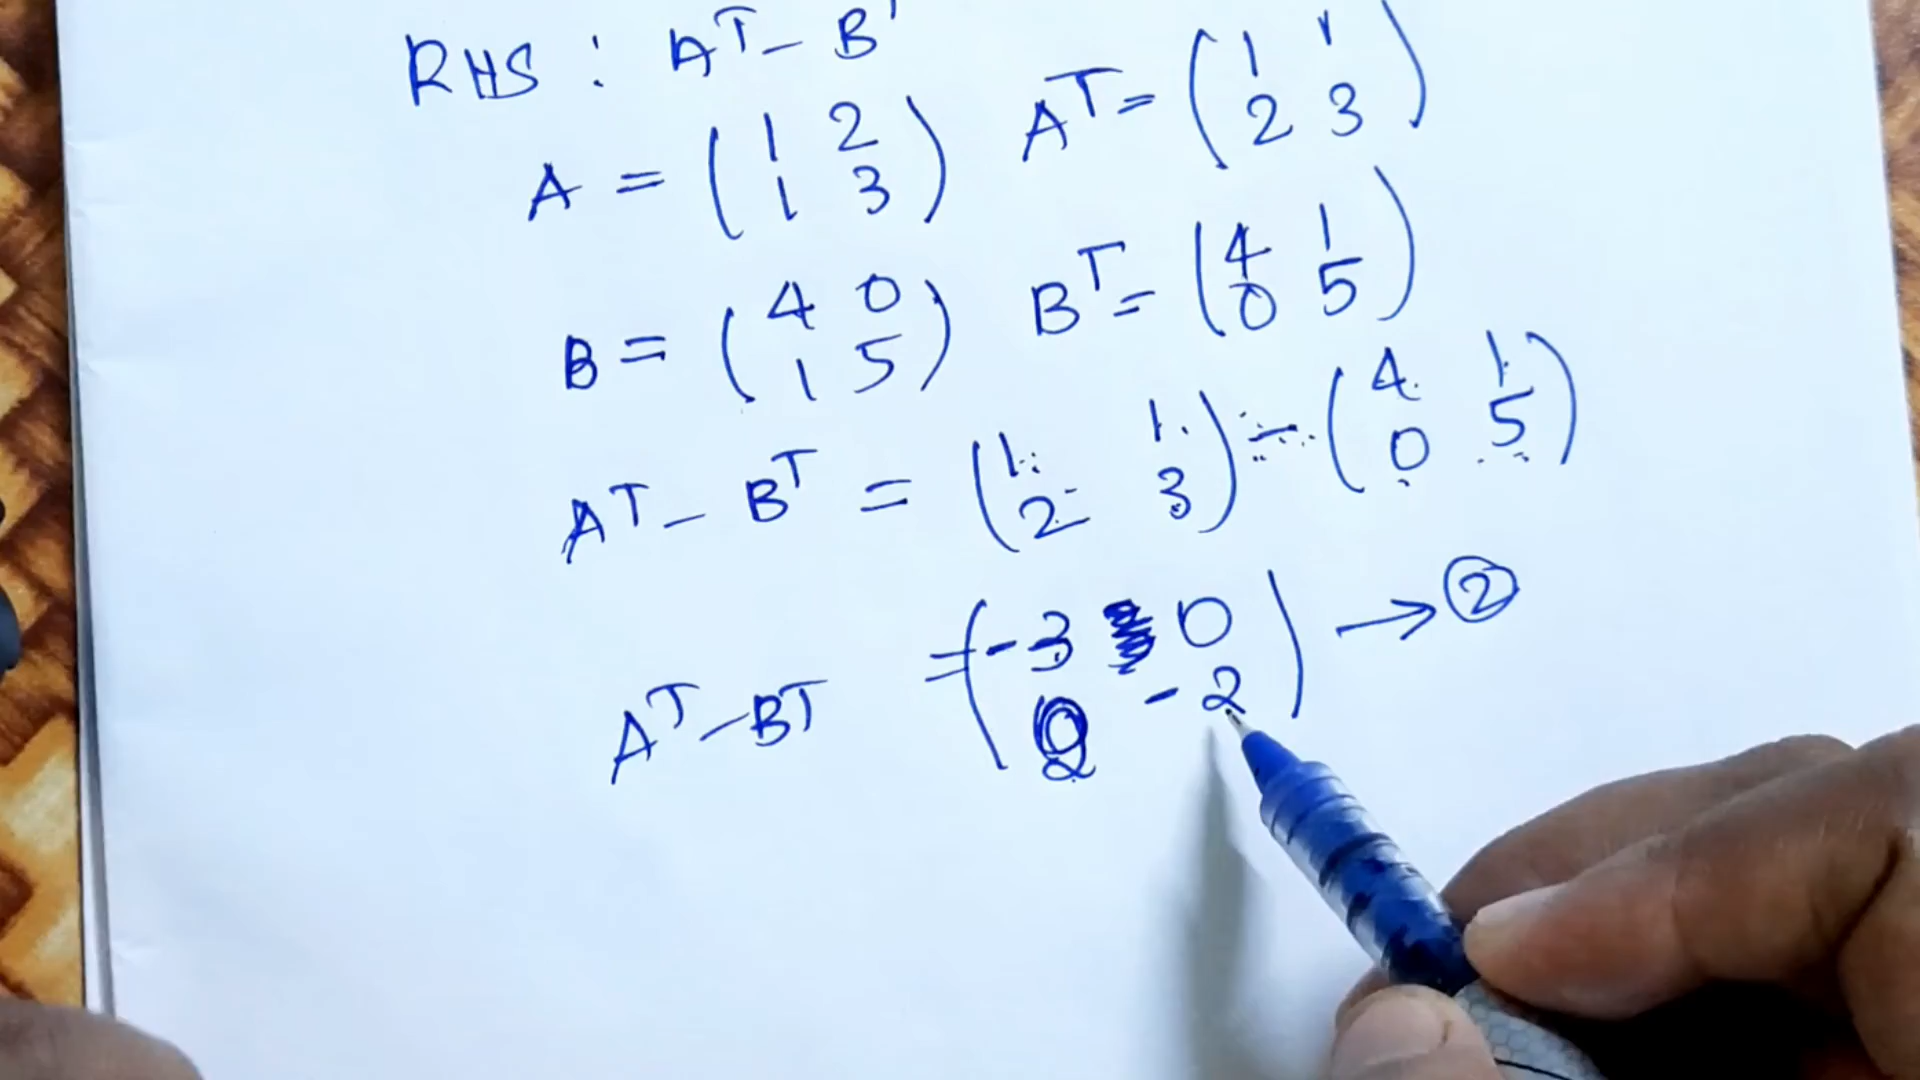 RHS : Aᵀ - B'
A = (1 2 Aᵀ = (1 1
1 3) 2 3)
B = (4 0 Bᵀ = (4 1
1 5) 0 5)
Aᵀ - Bᵀ = (1 1 - (4 1
2 3) 0 5)
Aᵀ - Bᵀ = (-3 0 → ②
2 -2)